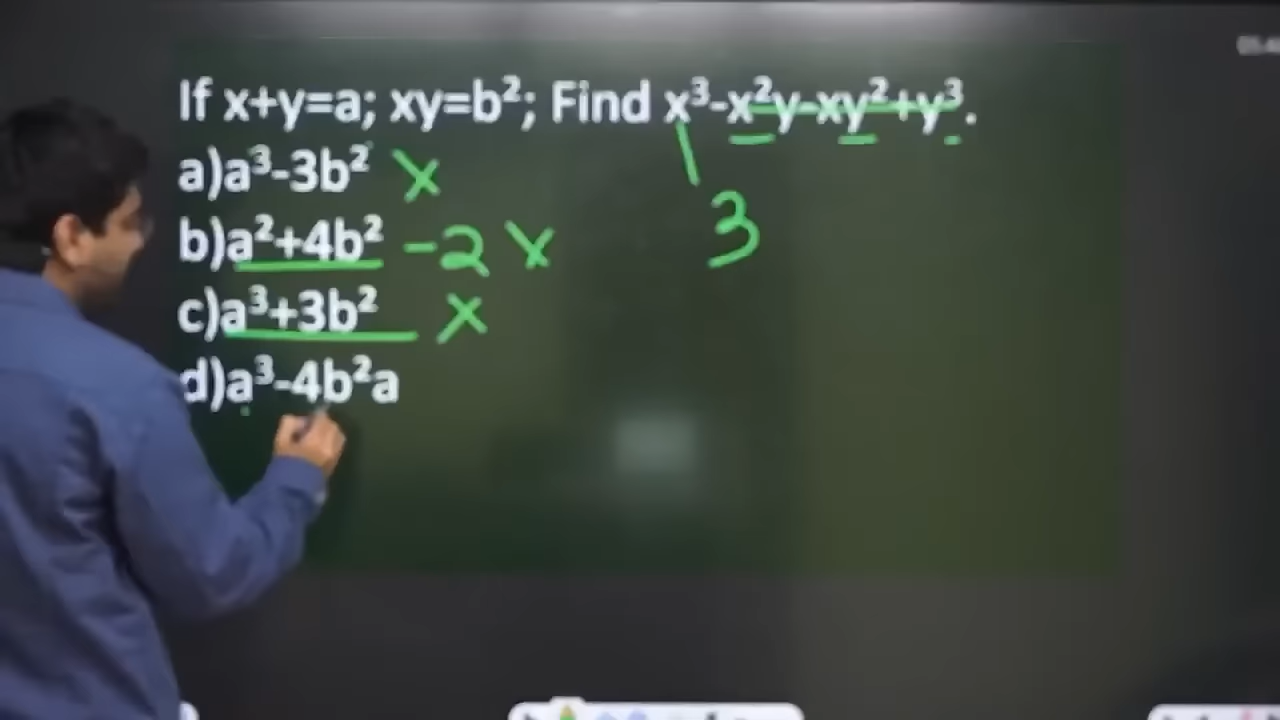 If x+y=a; xy=b²; Find x³-x²y-xy²+y³.
a)a³-3b² x
b)a²+4b² -2 x
3
c)a³+3b² x
d)a³-4b²a